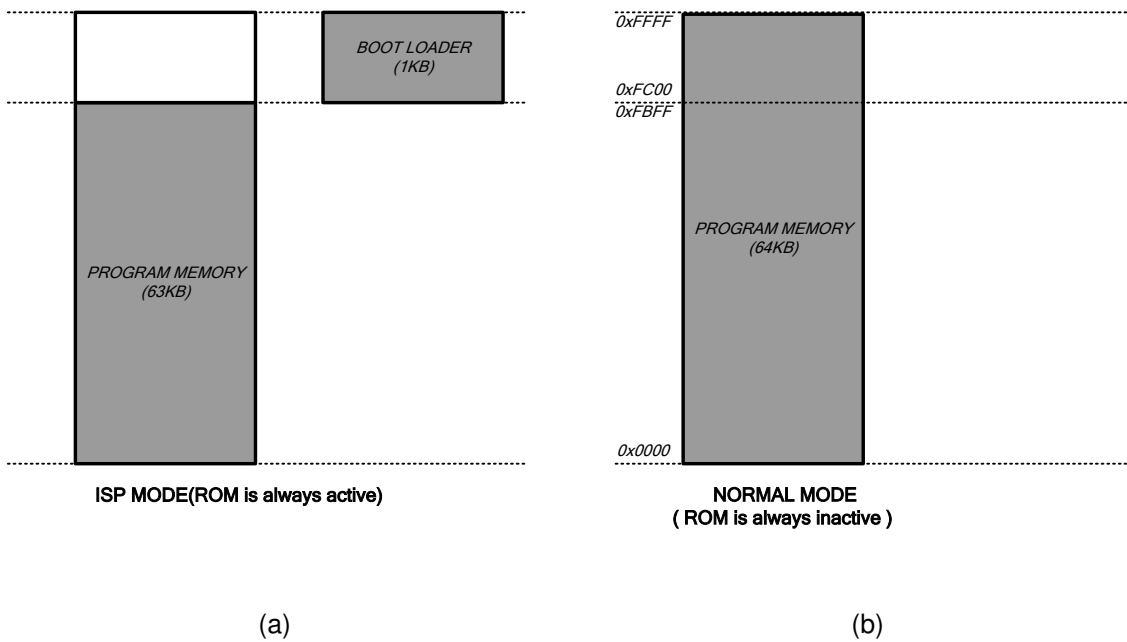 BOOT LOADER
(1KB)
PROGRAM MEMORY
(63KB)
ISP MODE(ROM is always active)
(a)
0xFFFF
0xFC00
0xFBFF
PROGRAM MEMORY
(64KB)
0x0000
NORMAL MODE
( ROM is always inactive )
(b)